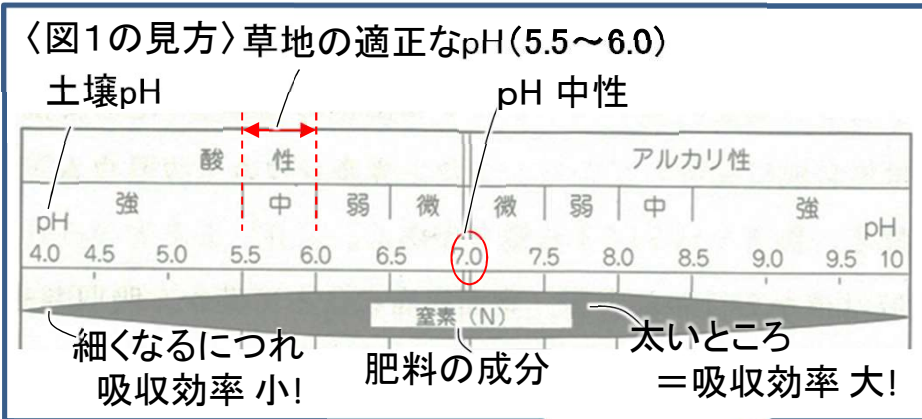 〈図1の見方〉草地の適正なpH(5.5～6.0)
土壌pH
pH 中性
酸 性 アルカリ性
強 中 弱 微 微 弱 中 強
pH pH
4.0 4.5 5.0 5.5 6.0 6.5 7.0 7.5 8.0 8.5 9.0 9.5 10
窒素(N)
細くなるにつれ
吸収効率 小!
肥料の成分
太いところ
＝吸収効率 大!